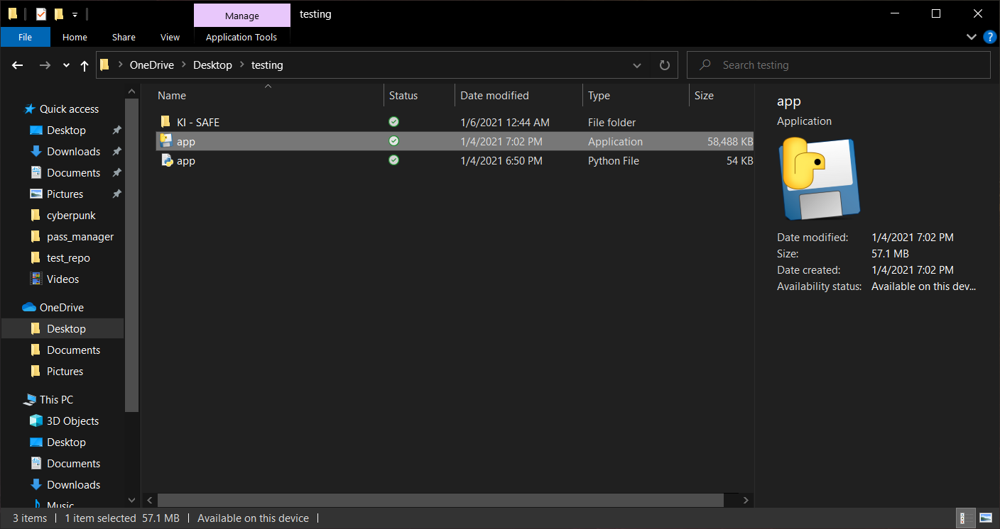 Manage
testing
File
Home
Share
View
Application Tools
?
OneDrive
Desktop
testing
Search testing
Name
Status
Date modified
Type
Size
KI - SAFE
1/6/2021 12:44 AM
File folder
app
1/4/2021 7:02 PM
Application
58,488 KB
app
1/4/2021 6:50 PM
Python File
54 KB
Quick access
Desktop
Downloads
Documents
Pictures
cyberpunk
pass_manager
test_repo
Videos
OneDrive
Desktop
Documents
Pictures
This PC
3D Objects
Desktop
Documents
Downloads
Music
app
Application
Date modified: 1/4/2021 7:02 PM
Size: 57.1 MB
Date created: 1/4/2021 7:02 PM
Availability status: Available on this dev...
3 items
1 item selected 57.1 MB
Available on this device